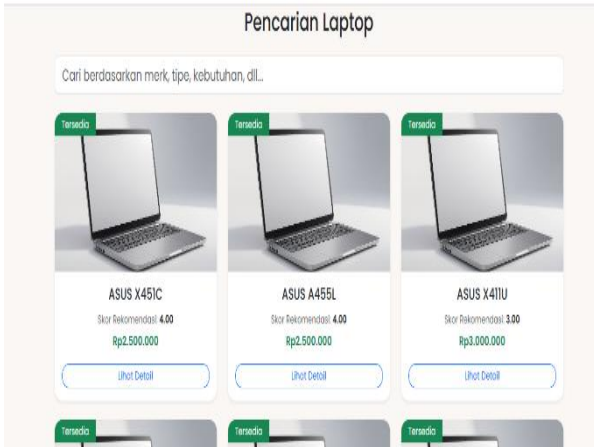 Pencarian Laptop
Cari berdasarkan merk, tipe, kebutuhan, dll...
Tersedia
Tersedia
Tersedia
ASUS X451C
ASUS A455L
ASUS X411U
Skor Rekomendasi: 4.00
Skor Rekomendasi: 4.00
Skor Rekomendasi: 3.00
Rp2.500.000
Rp2.500.000
Rp3.000.000
Lihat Detail
Lihat Detail
Lihat Detail
Tersedia
Tersedia
Tersedia